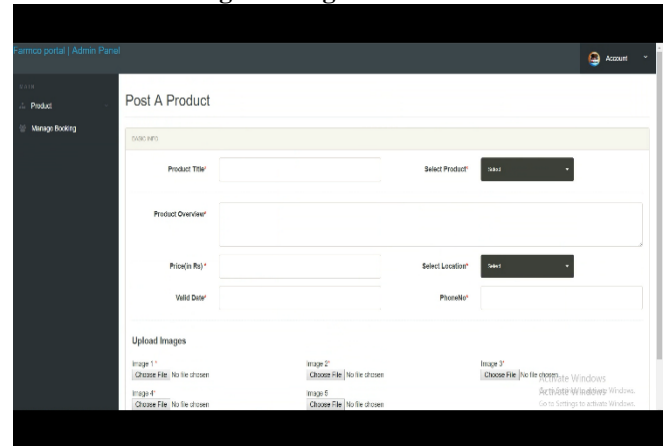 Farmco portal | Admin Panel
Account
MAIN
Product
Manage Booking
Post A Product
BASIC INFO
Product Title*
Select Product*
Select
Product Overview*
Price(in Rs) *
Select Location*
Select
Valid Date*
PhoneNo*
Upload Images
Image 1 *
Image 2*
Image 3*
Choose File No file chosen
Choose File No file chosen
Choose File No file chosen
Activate Windows
Image 4*
Image 5
Choose File No file chosen
Choose File No file chosen
Go to Settings to activate Windows.